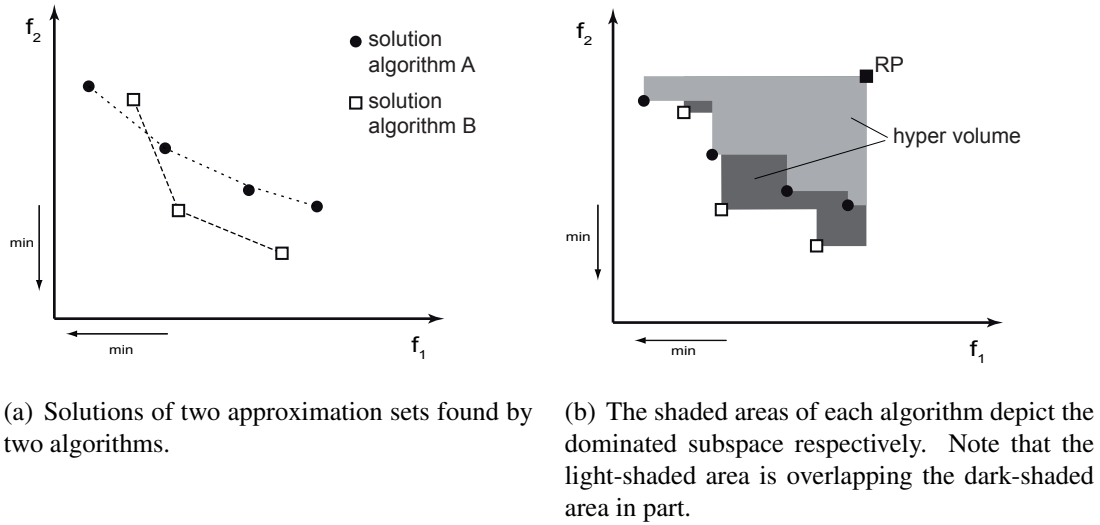 f2
solution
algorithm A
solution
algorithm B
min
min
f1
f2
RP
hyper volume
min
min
f1
(a) Solutions of two approximation sets found by
two algorithms.
(b) The shaded areas of each algorithm depict the
dominated subspace respectively. Note that the
light-shaded area is overlapping the dark-shaded
area in part.